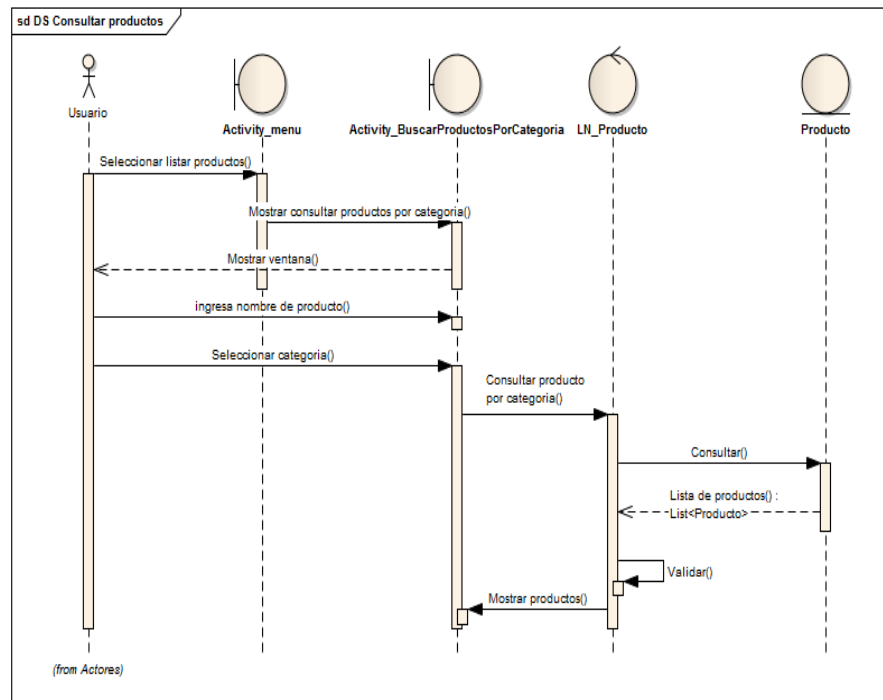 sd DS Consultar productos
Usuario
Activity_menu
Activity_BuscarProductosPorCategoria
LN_Producto
Producto
Seleccionar listar productos()
Mostrar consultar productos por categoria()
Mostrar ventana()
ingresa nombre de producto()
Seleccionar categoria()
Consultar producto
por categoria()
Consultar()
Lista de productos() :
List<Producto>
Validar()
Mostrar productos()
(from Actores)